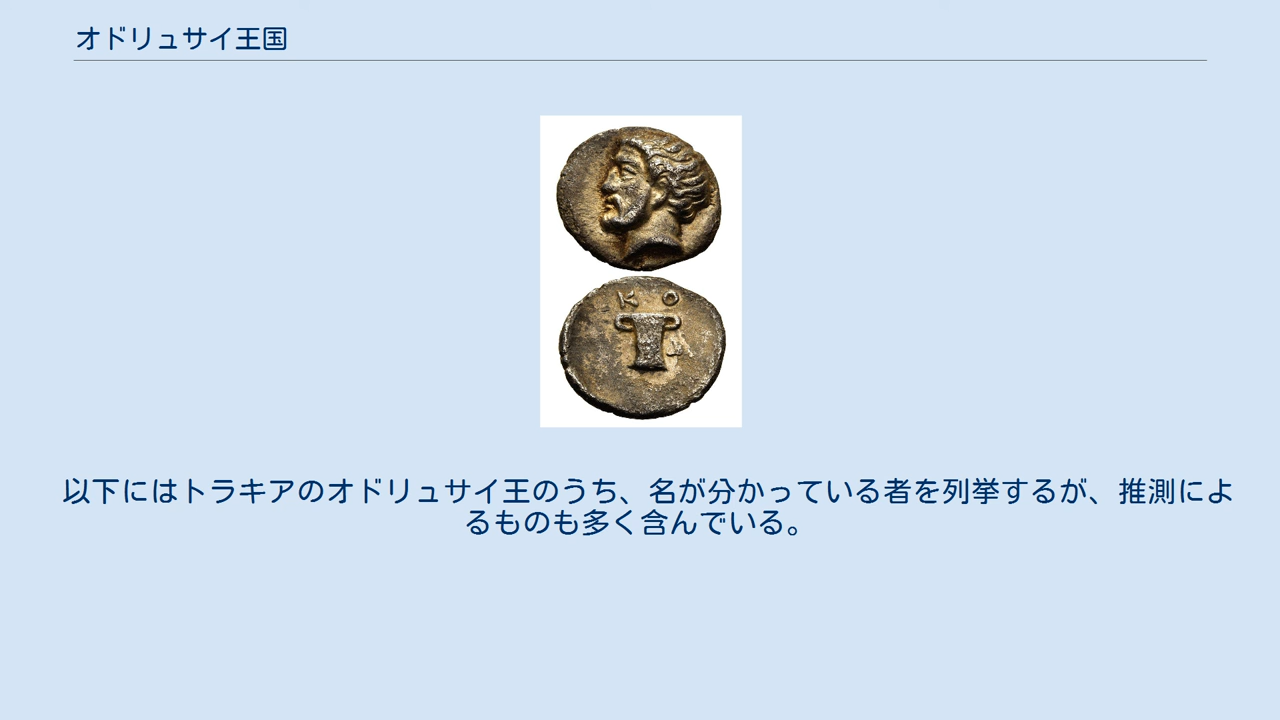 オドリュサイ王国
K O
以下にはトラキアのオドリュサイ王のうち、名が分かっている者を列挙するが、推測によ
るものも多く含んでいる。